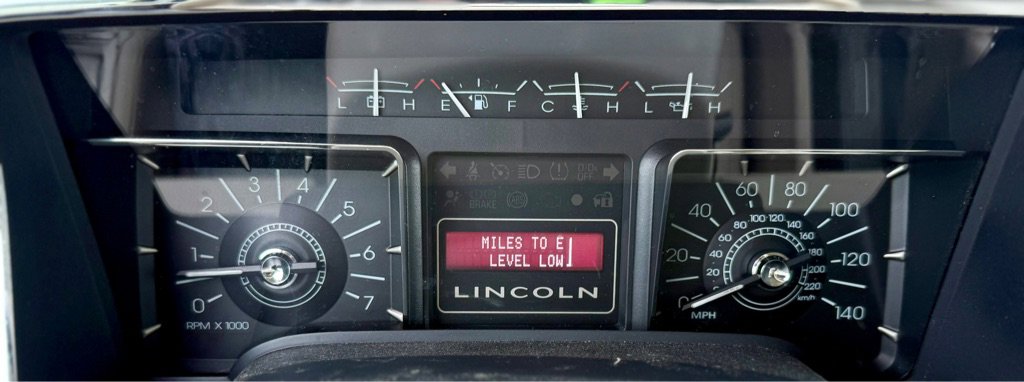 L H E F C H L H
O/D OFF
BRAKE ABS
MILES TO E
LEVEL LOW
LINCOLN
0 1 2 3 4 5 6 7
RPM X 1000
0 20 40 60 80 100 120 140
20 40 60 80 100 120 140 160 180 200 220
km/h
MPH